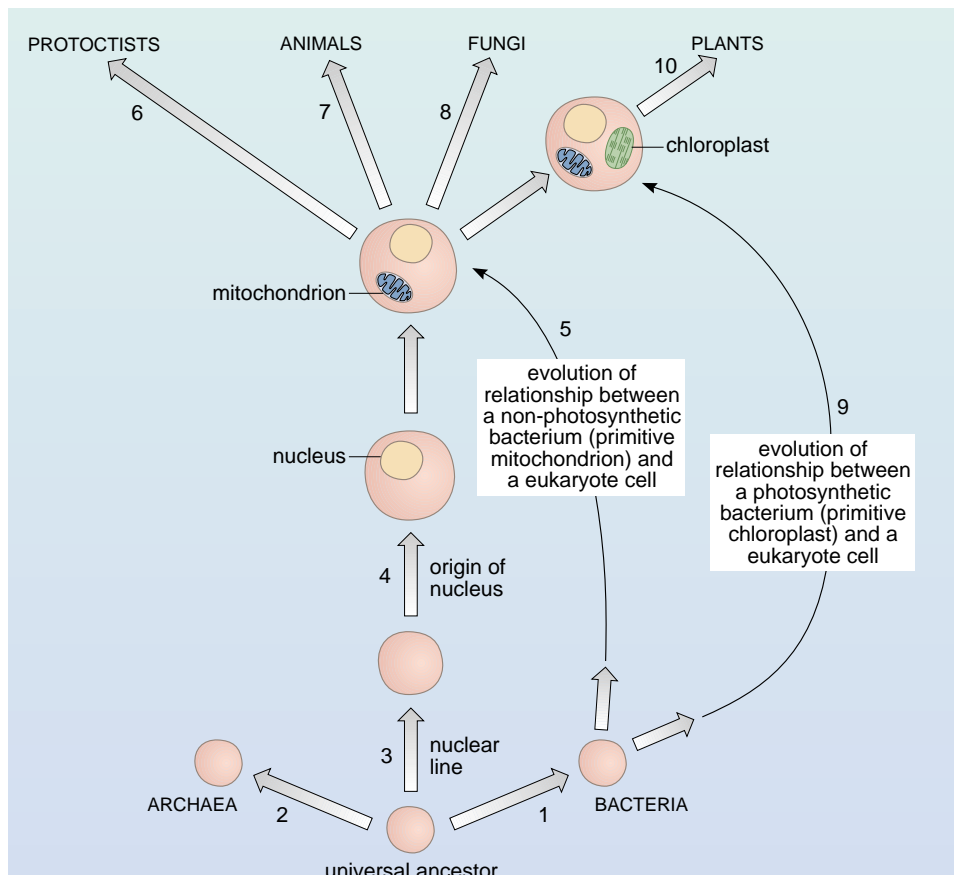 PROTOCTISTS
ANIMALS
FUNGI
PLANTS
10
6
7
8
chloroplast
mitochondrion
5
evolution of
relationship between
a non-photosynthetic
bacterium (primitive
mitochondrion) and
a eukaryote cell
9
evolution of
relationship between
a photosynthetic
bacterium (primitive
chloroplast) and a
eukaryote cell
nucleus
4
origin of
nucleus
3
nuclear
line
ARCHAEA
2
1
BACTERIA
universal ancestor